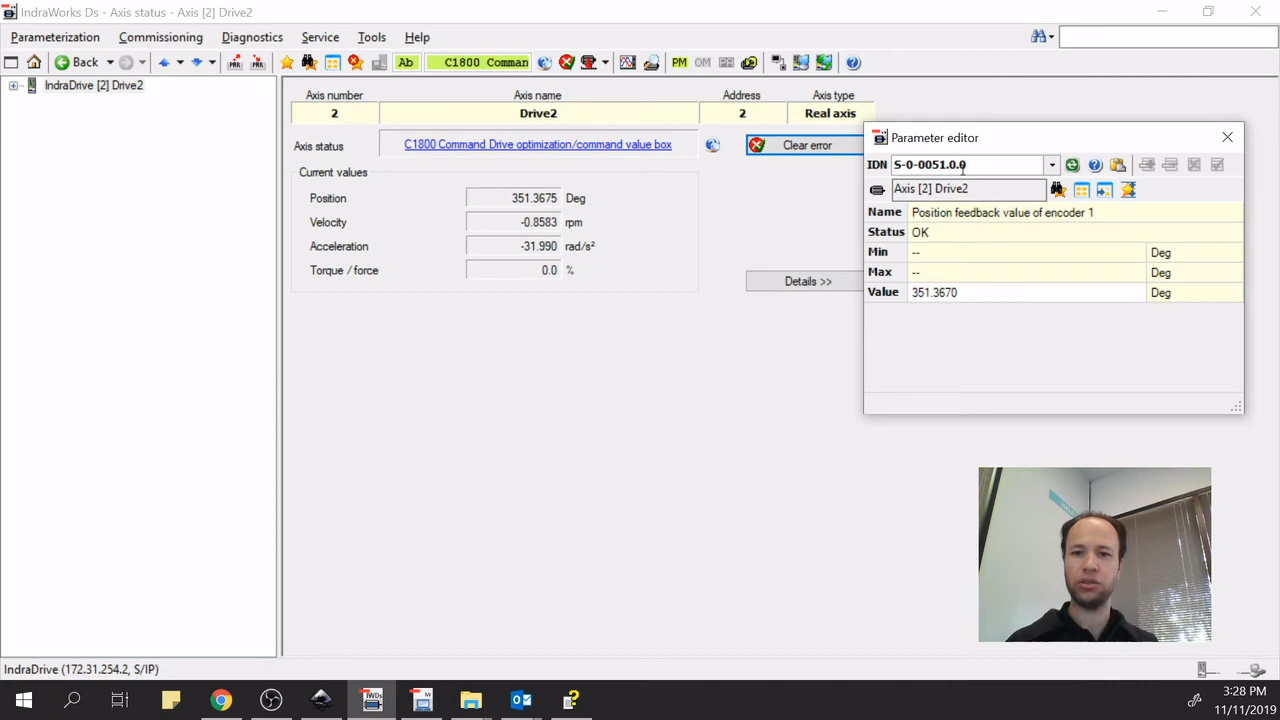 IndraWorks Ds - Axis status - Axis [2] Drive2
Parameterization Commissioning Diagnostics Service Tools Help
Back PAR PAR Ab C1800 Comman PM OM
IndraDrive [2] Drive2
Axis number Axis name Address Axis type
2 Drive2 2 Real axis
Axis status C1800 Command Drive optimization/command value box Clear error
Current values
Position 351.3675 Deg
Velocity -0.8583 rpm
Acceleration -31.990 rad/s²
Torque / force 0.0 %
Details >>
Parameter editor
IDN S-0-0051.0.0
Axis [2] Drive2
Name Position feedback value of encoder 1
Status OK
Min -- Deg
Max -- Deg
Value 351.3670 Deg
IndraDrive (172.31.254.2, S/IP)
IWDs IW
3:28 PM
11/11/2019